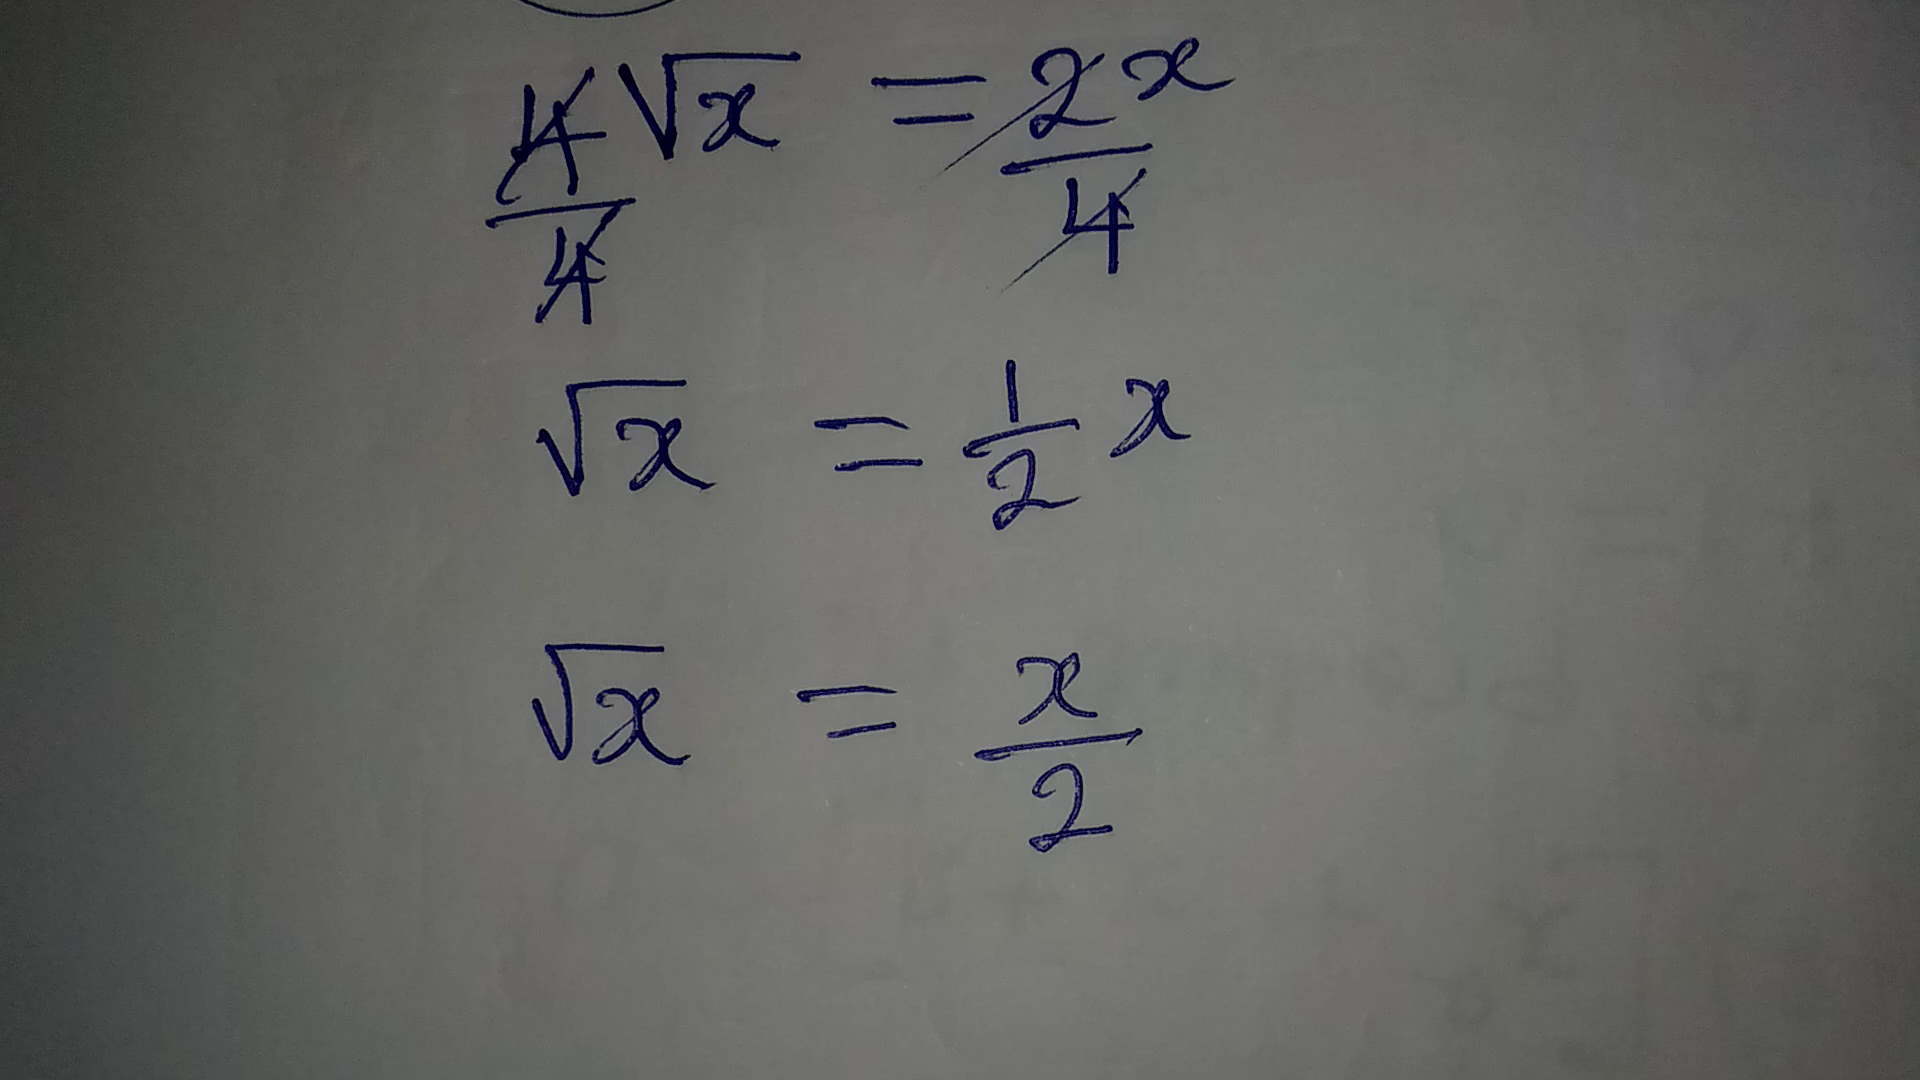 4/4 √x = 2/4 x
√x = 1/2 x
√x = x/2